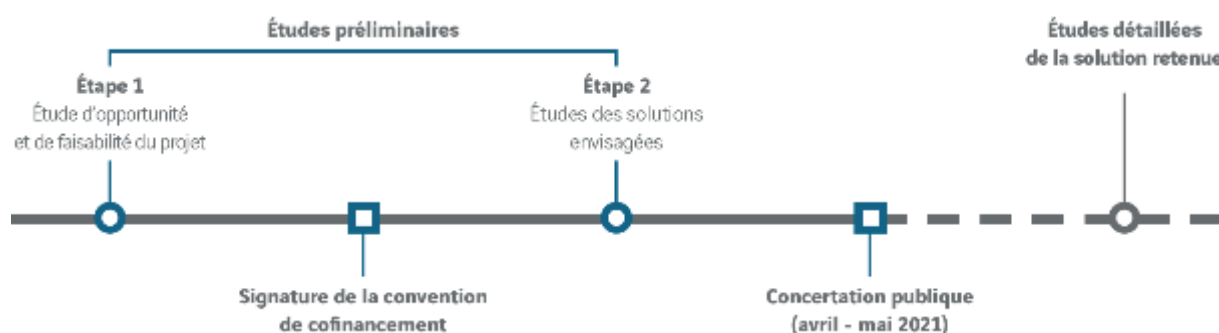 Études préliminaires
Étape 1
Étude d'opportunité
et de faisabilité du projet
Étape 2
Études des solutions
envisagées
Études détaillées
de la solution retenue
Signature de la convention
de cofinancement
Concertation publique
(avril - mai 2021)